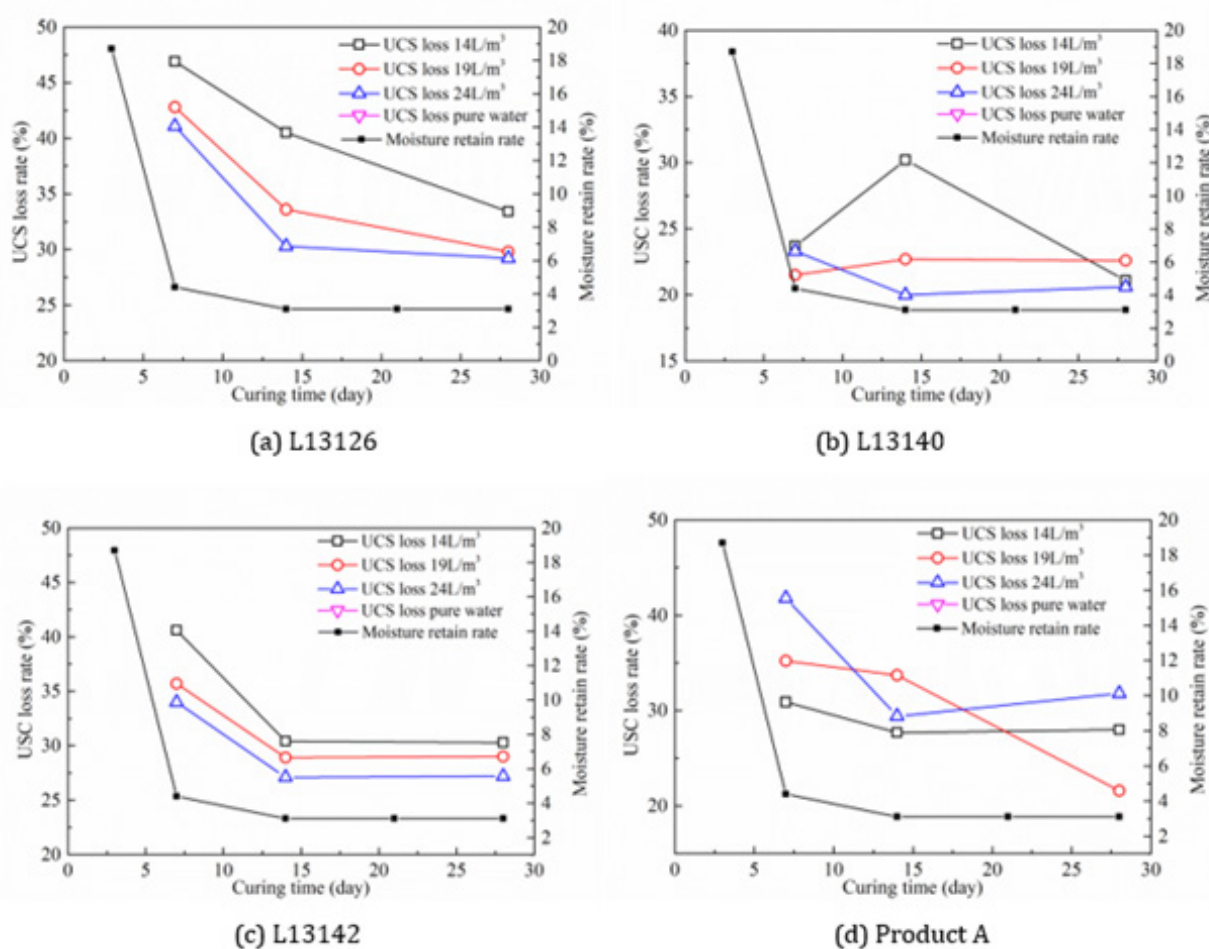 50
45
40
35
30
25
20
UCS loss rate (%)
UCS loss 14L/m³
UCS loss 19L/m³
UCS loss 24L/m³
UCS loss pure water
Moisture retain rate
20
18
16
14
12
10
8
6
4
2
0
Moisture retain rate (%)
0 5 10 15 20 25 30
Curing time (day)
(a) L13126
40
35
30
25
20
15
USC loss rate (%)
UCS loss 14L/m³
UCS loss 19L/m³
UCS loss 24L/m³
UCS loss pure water
Moisture retain rate
20
18
16
14
12
10
8
6
4
2
0
Moisture retain rate (%)
0 5 10 15 20 25 30
Curing time (day)
(b) L13140
50
45
40
35
30
25
20
USC loss rate (%)
UCS loss 14L/m³
UCS loss 19L/m³
UCS loss 24L/m³
UCS loss pure water
Moisture retain rate
20
18
16
14
12
10
8
6
4
2
Moisture retain rate (%)
0 5 10 15 20 25 30
Curing time (day)
(c) L13142
50
40
30
20
USC loss rate (%)
UCS loss 14L/m³
UCS loss 19L/m³
UCS loss 24L/m³
UCS loss pure water
Moisture retain rate
20
18
16
14
12
10
8
6
4
2
Moisture retain rate (%)
0 5 10 15 20 25 30
Curing time (day)
(d) Product A